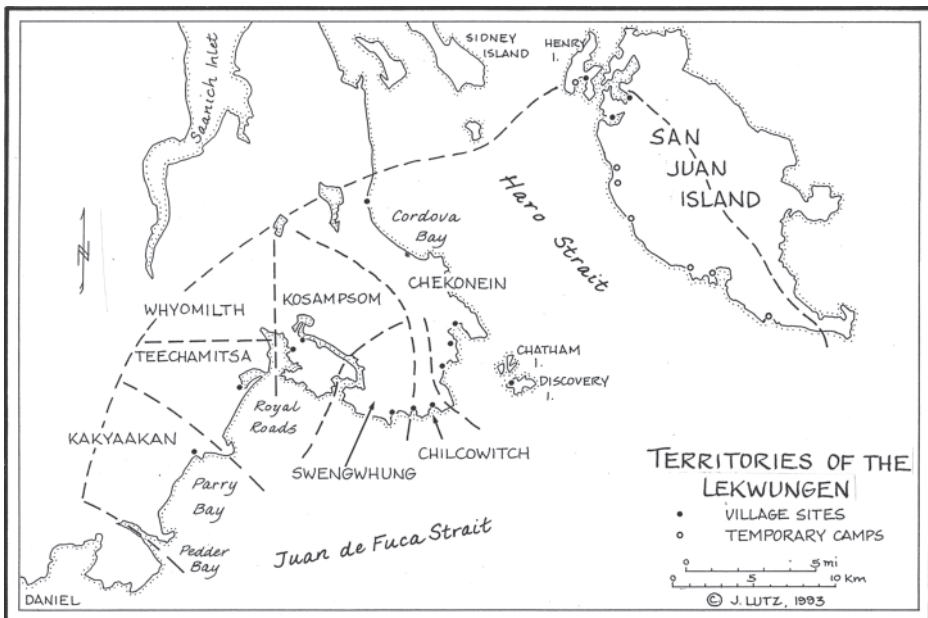 SIDNEY
ISLAND
HENRY
I.
Saanich Inlet
SAN
JUAN
ISLAND
Haro Strait
Cordova
Bay
CHEKONEIN
WHYOMILTH
KOSAMPSOM
TEECHAMITSA
CHATHAM
I.
DISCOVERY
I.
Royal
Roads
KAKYAAKAN
SWENGWHUNG
CHILCOWITCH
Parry
Bay
Pedder
Bay
Juan de Fuca Strait
TERRITORIES OF THE
LEKWUNGEN
VILLAGE SITES
TEMPORARY CAMPS
0 5 mi
0 5 10 km
© J. LUTZ, 1993
DANIEL
N